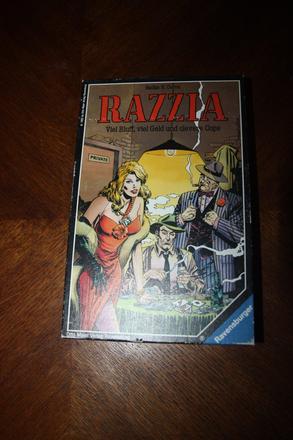 RAZZIA
Viel Bluff, viel Geld und clevere Cops
PRIVATE
Ravensburger